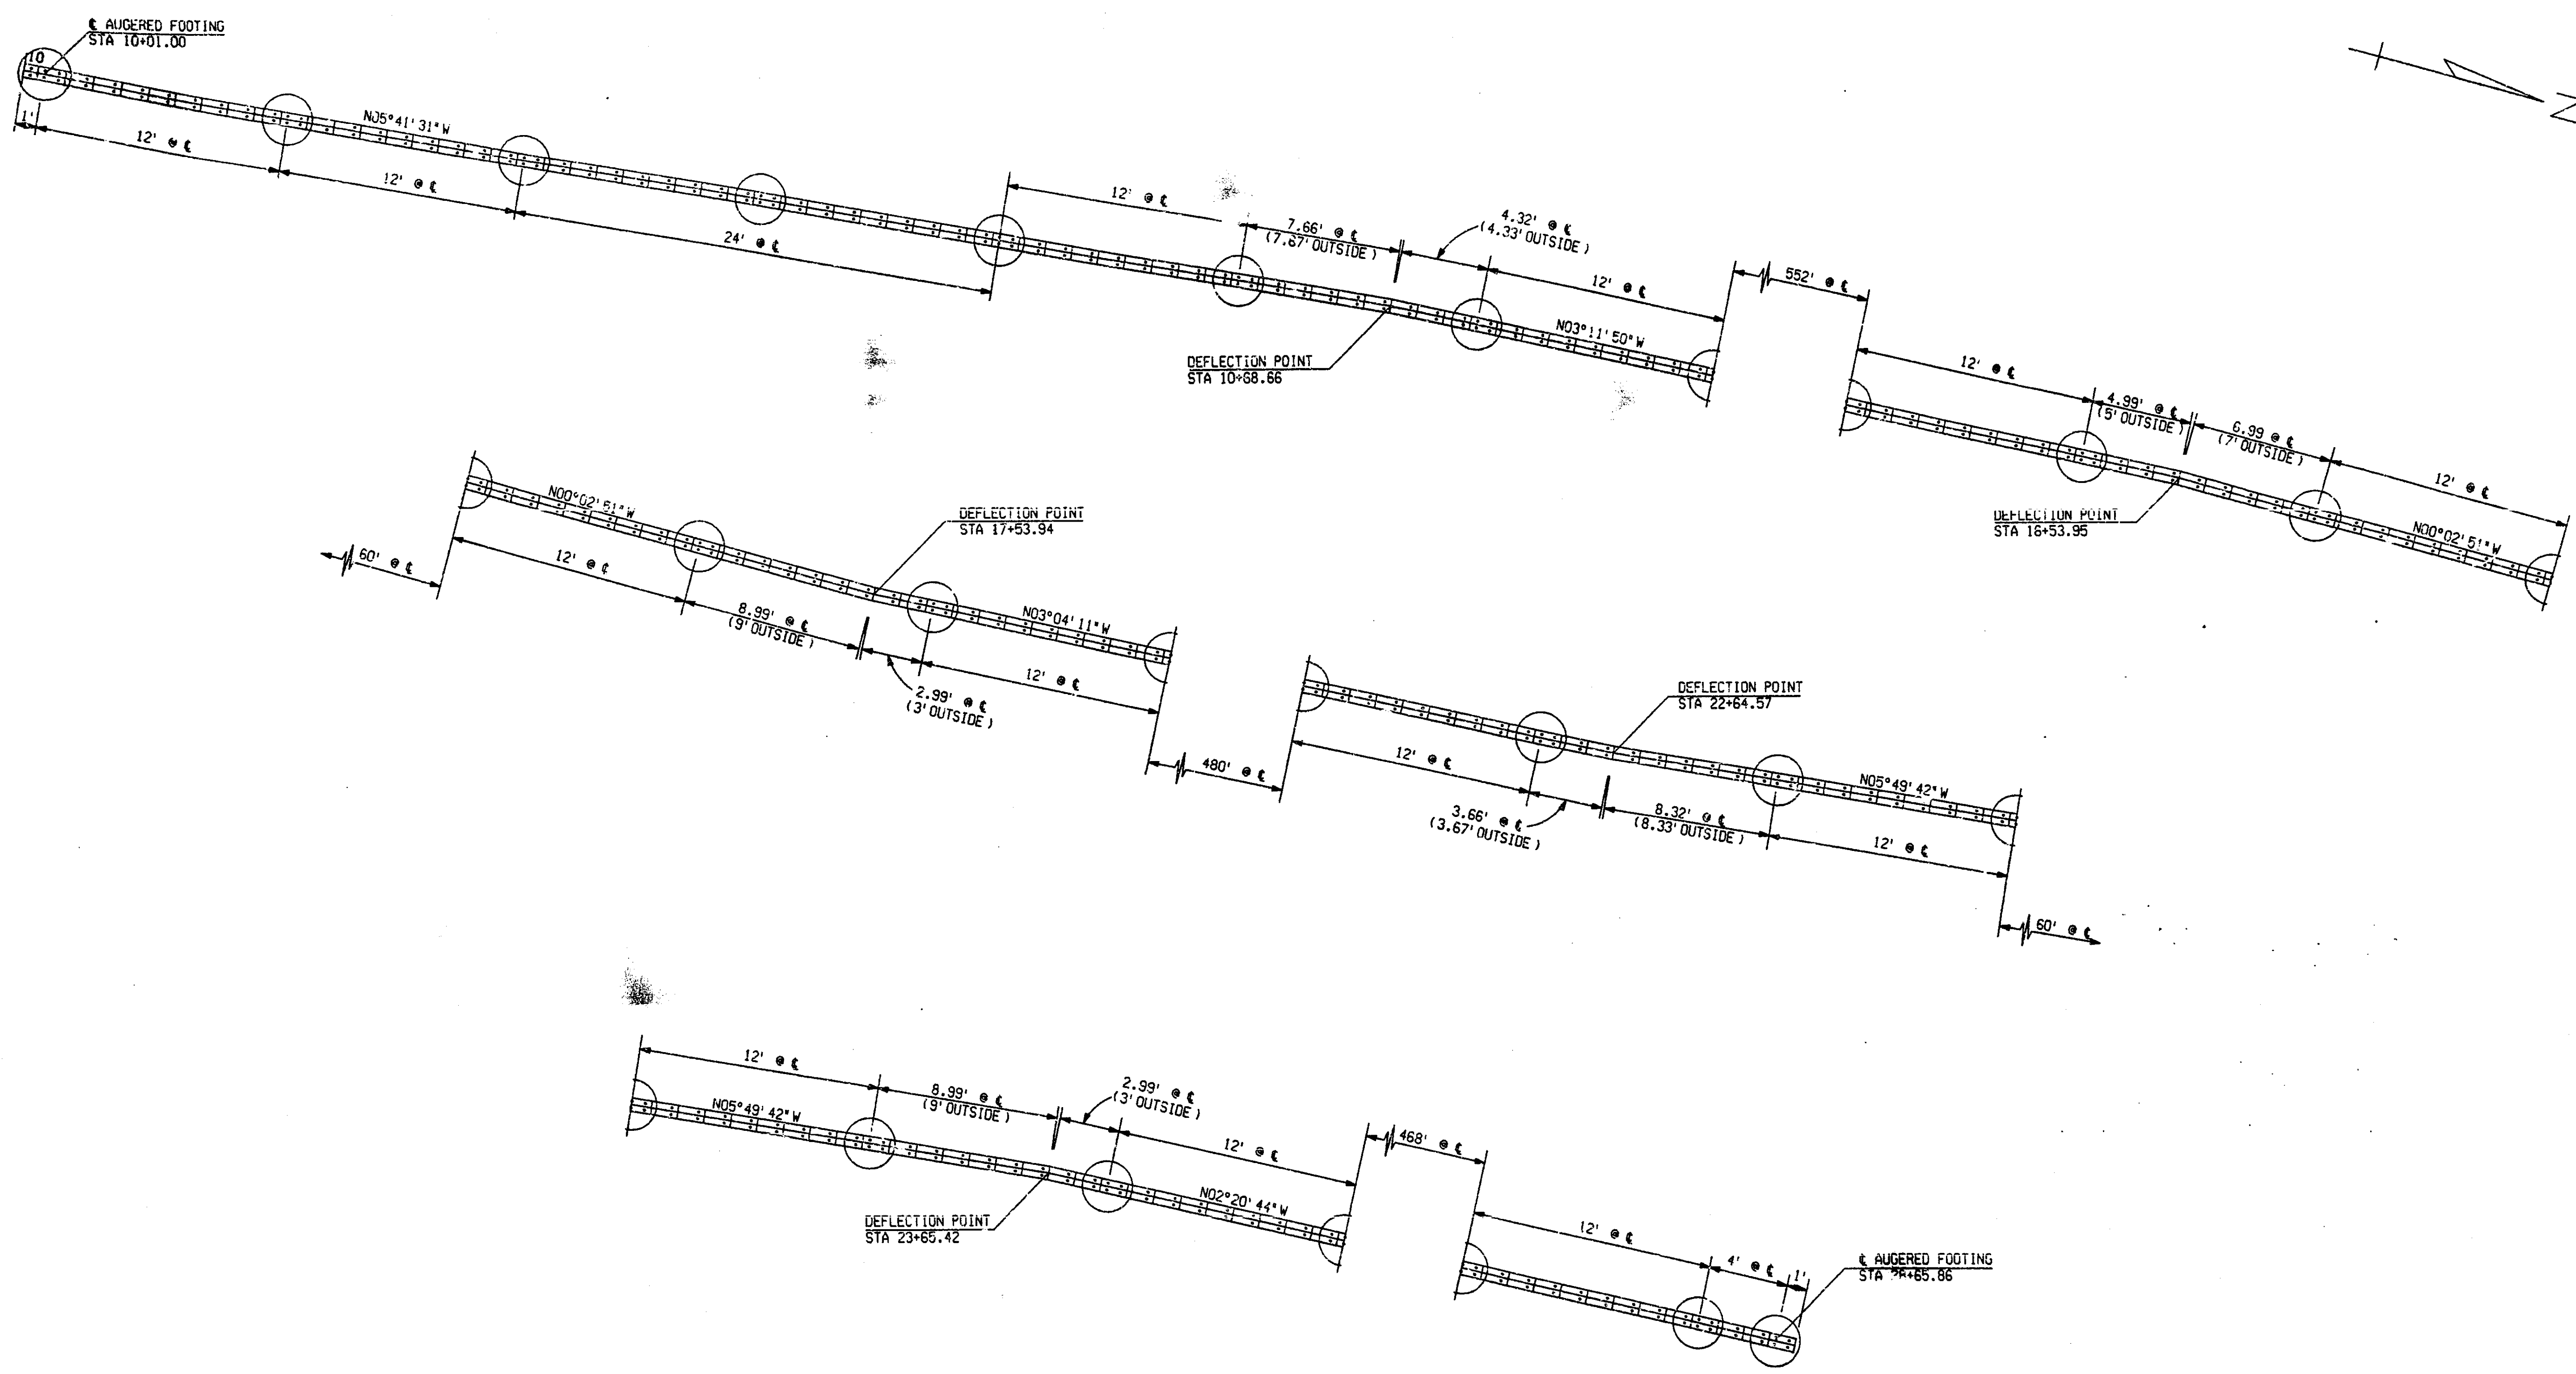 ℄ AUGERED FOOTING
STA 10+01.00
10
1'
12' @ ℄
N05°41'31"W
12' @ ℄
24' @ ℄
12' @ ℄
7.66' @ ℄
(7.67' OUTSIDE)
4.32' @ ℄
(4.33' OUTSIDE)
12' @ ℄
N03°11'50"W
DEFLECTION POINT
STA 10+68.66
552' @ ℄
12' @ ℄
4.99' @ ℄
(5' OUTSIDE)
6.99 @ ℄
(7' OUTSIDE)
12' @ ℄
DEFLECTION POINT
STA 16+53.95
N00°02'51"W
N
60' @ ℄
N00°02'51"W
12' @ ℄
DEFLECTION POINT
STA 17+53.94
8.99' @ ℄
(9' OUTSIDE)
N03°04'11"W
2.99' @ ℄
(3' OUTSIDE)
12' @ ℄
480' @ ℄
DEFLECTION POINT
STA 22+64.57
12' @ ℄
3.66' @ ℄
(3.67' OUTSIDE)
8.32' @ ℄
(8.33' OUTSIDE)
N05°49'42"W
12' @ ℄
60' @ ℄
12' @ ℄
N05°49'42"W
8.99' @ ℄
(9' OUTSIDE)
2.99' @ ℄
(3' OUTSIDE)
12' @ ℄
N02°20'44"W
DEFLECTION POINT
STA 23+65.42
468' @ ℄
12' @ ℄
4' @ ℄
1'
℄ AUGERED FOOTING
STA +65.86